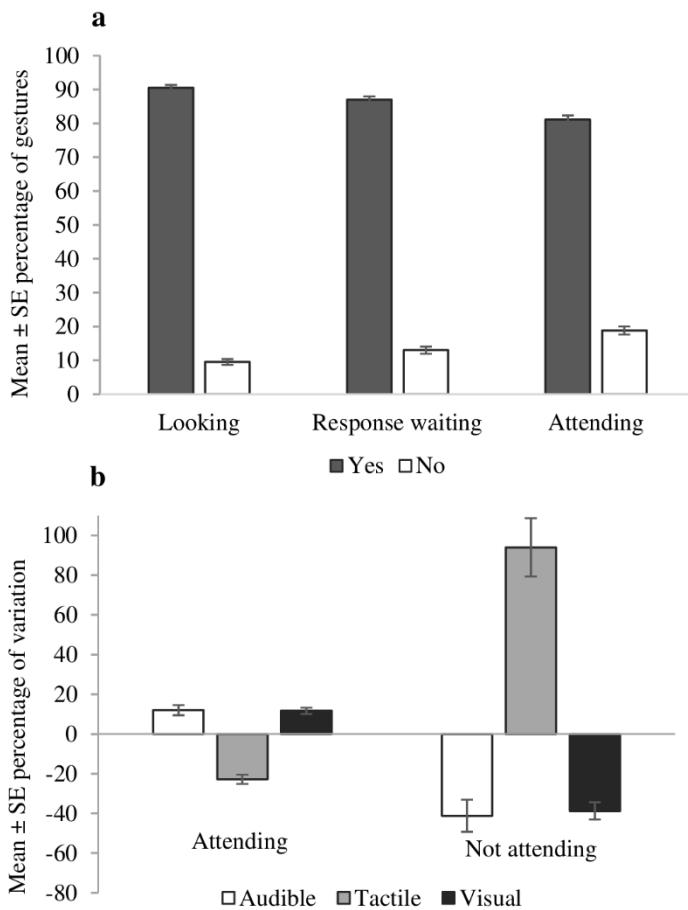 a
Mean ± SE percentage of gestures
100
90
80
70
60
50
40
30
20
10
0
Looking Response waiting Attending
Yes No
b
Mean ± SE percentage of variation
100
80
60
40
20
0
-20
-40
-60
-80
Attending Not attending
Audible Tactile Visual